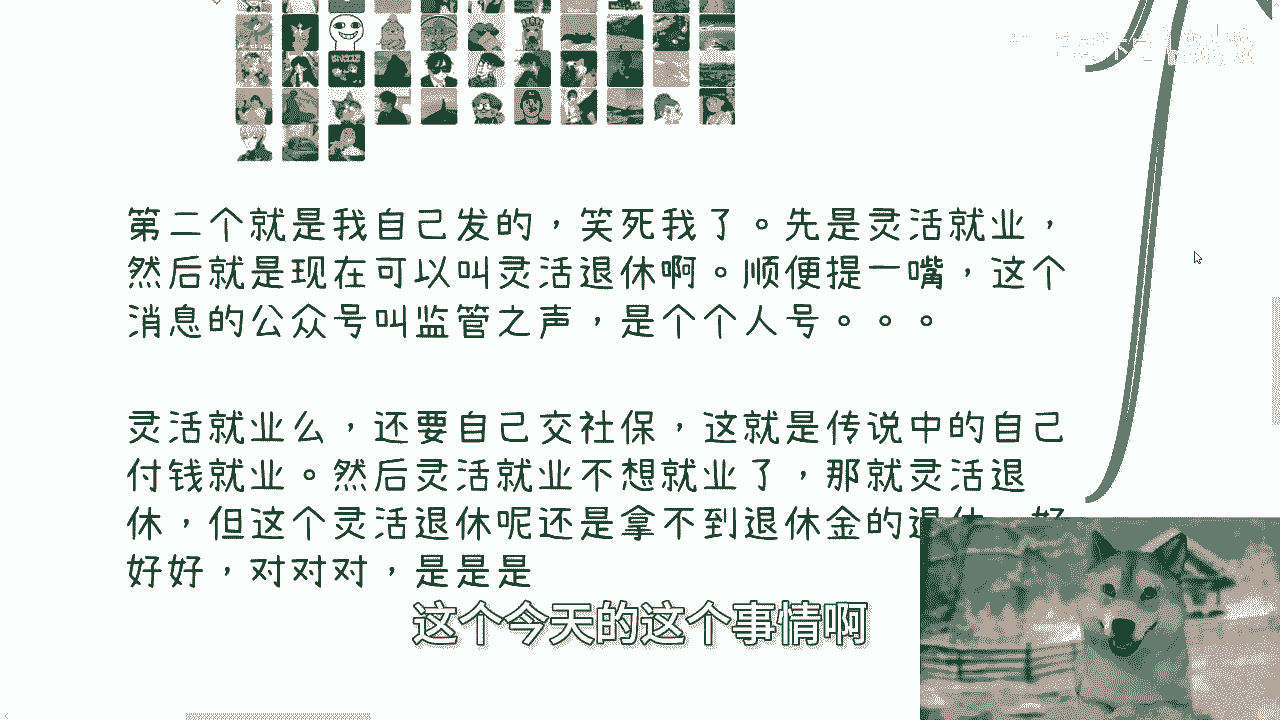 第二个就是我自己发的，笑死我了。先是灵活就业，
然后就是现在可以叫灵活退休啊。顺便提一嘴，这个
消息的公众号叫监管之声，是个个人号。。。
灵活就业么，还要自己交社保，这就是传说中的自己
付钱就业。然后灵活就业不想就业了，那就灵活退
休，但这个灵活退休呢还是拿不到退休金的退休。好
好好，对对对，是是是
这个今天的这个事情啊